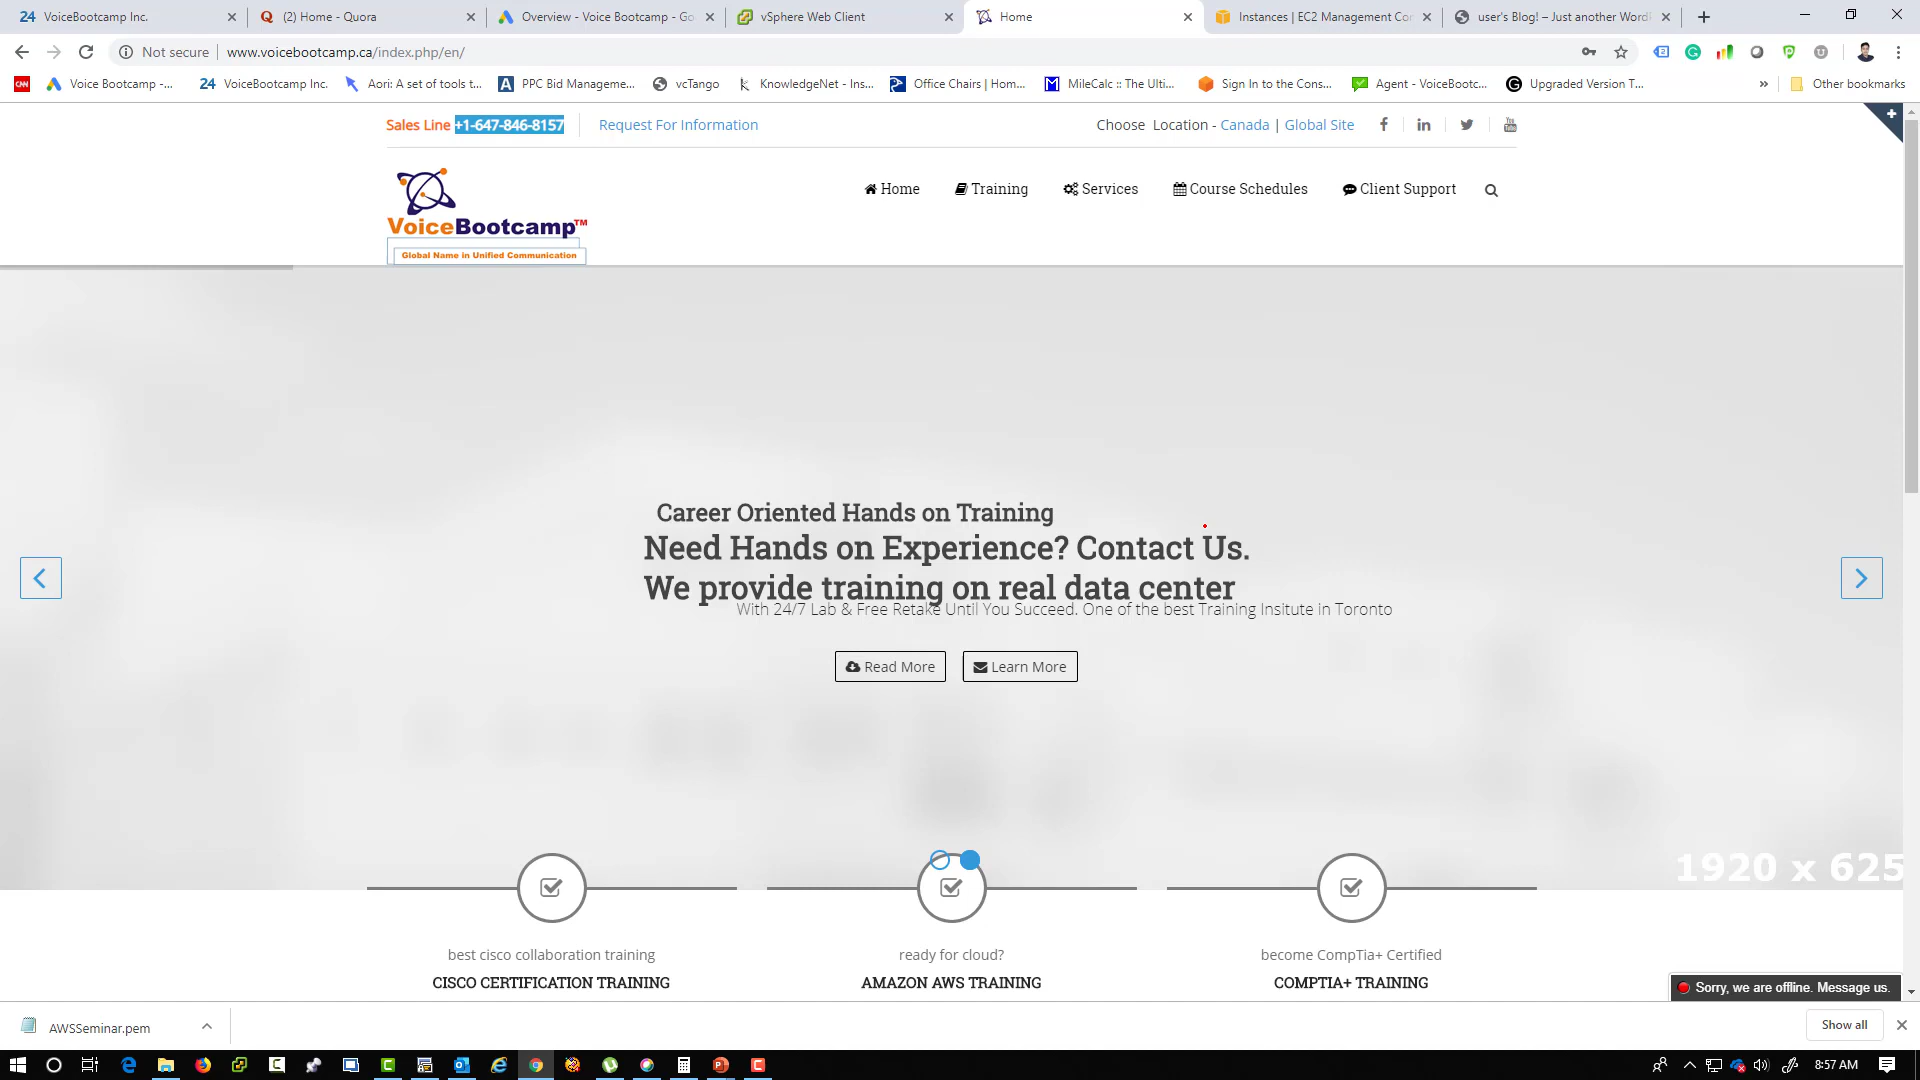 24 VoiceBootcamp Inc.
(2) Home - Quora
Overview - Voice Bootcamp - Go
vSphere Web Client
Home
Instances | EC2 Management Con
user's Blog! – Just another Word
Not secure
www.voicebootcamp.ca/index.php/en/
CNN
Voice Bootcamp -...
24 VoiceBootcamp Inc.
Aori: A set of tools t...
PPC Bid Manageme...
vcTango
KnowledgeNet - Ins...
Office Chairs | Hom...
MileCalc :: The Ulti...
Sign In to the Cons...
Agent - VoiceBootc...
Upgraded Version T...
»
Other bookmarks
Sales Line +1-647-846-8157
Request For Information
Choose Location - Canada | Global Site
Home
Training
Services
Course Schedules
Client Support
VoiceBootcamp™
Global Name in Unified Communication
Career Oriented Hands on Training
Need Hands on Experience? Contact Us.
We provide training on real data center
With 24/7 Lab & Free Retake Until You Succeed. One of the best Training Insitute in Toronto
Read More
Learn More
1920 x 625
best cisco collaboration training
CISCO CERTIFICATION TRAINING
ready for cloud?
AMAZON AWS TRAINING
become CompTia+ Certified
COMPTIA+ TRAINING
Sorry, we are offline. Message us.
AWSSeminar.pem
Show all
8:57 AM